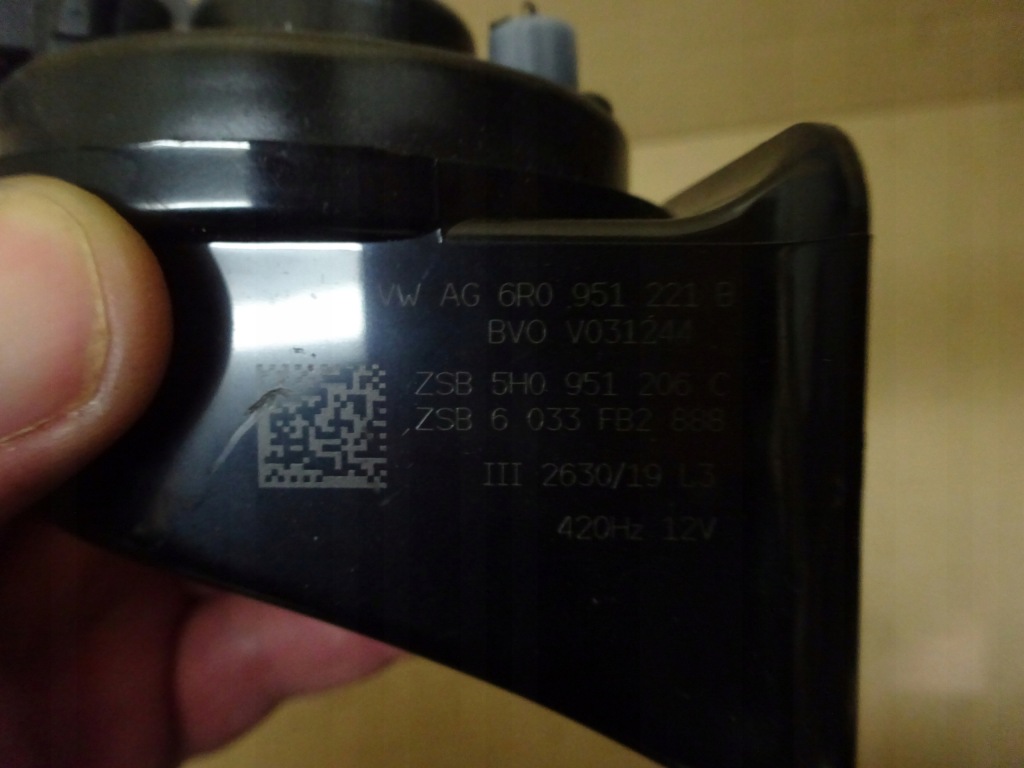 VW AG 6R0 951 221 B
BVO V031244
ZSB 5H0 951 206 C
ZSB 6 033 FB2 888
III 2630/19 L3
420Hz 12V